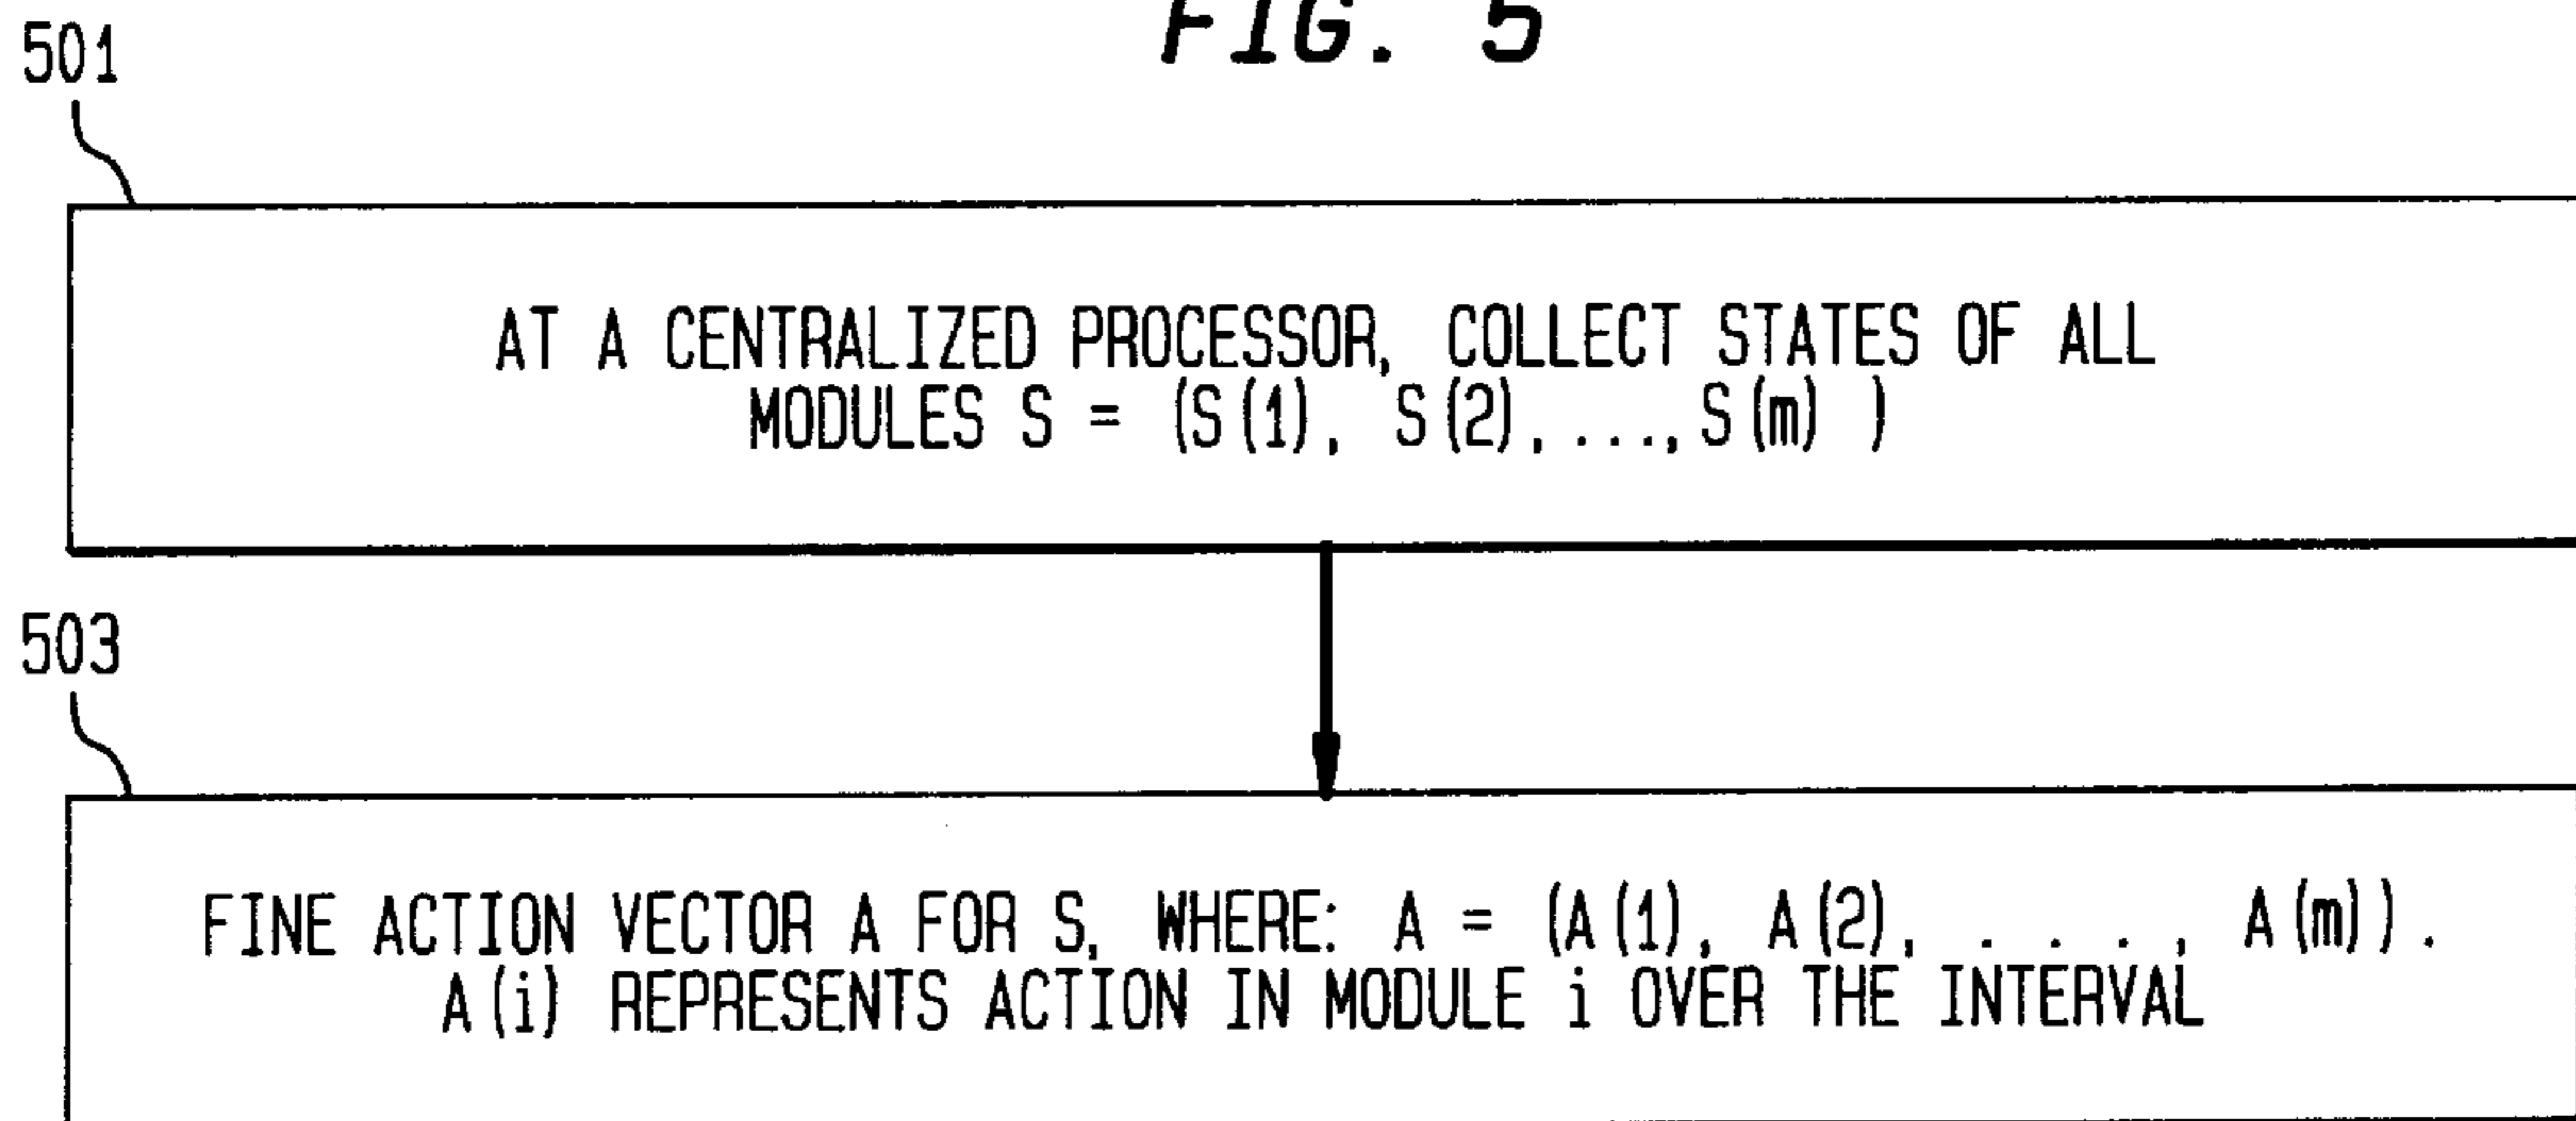 FIG. 5
501
AT A CENTRALIZED PROCESSOR, COLLECT STATES OF ALL
MODULES S = (S(1), S(2),...,S(m) )
503
FINE ACTION VECTOR A FOR S, WHERE: A = (A(1), A(2), . . . , A(m)).
A(i) REPRESENTS ACTION IN MODULE i OVER THE INTERVAL